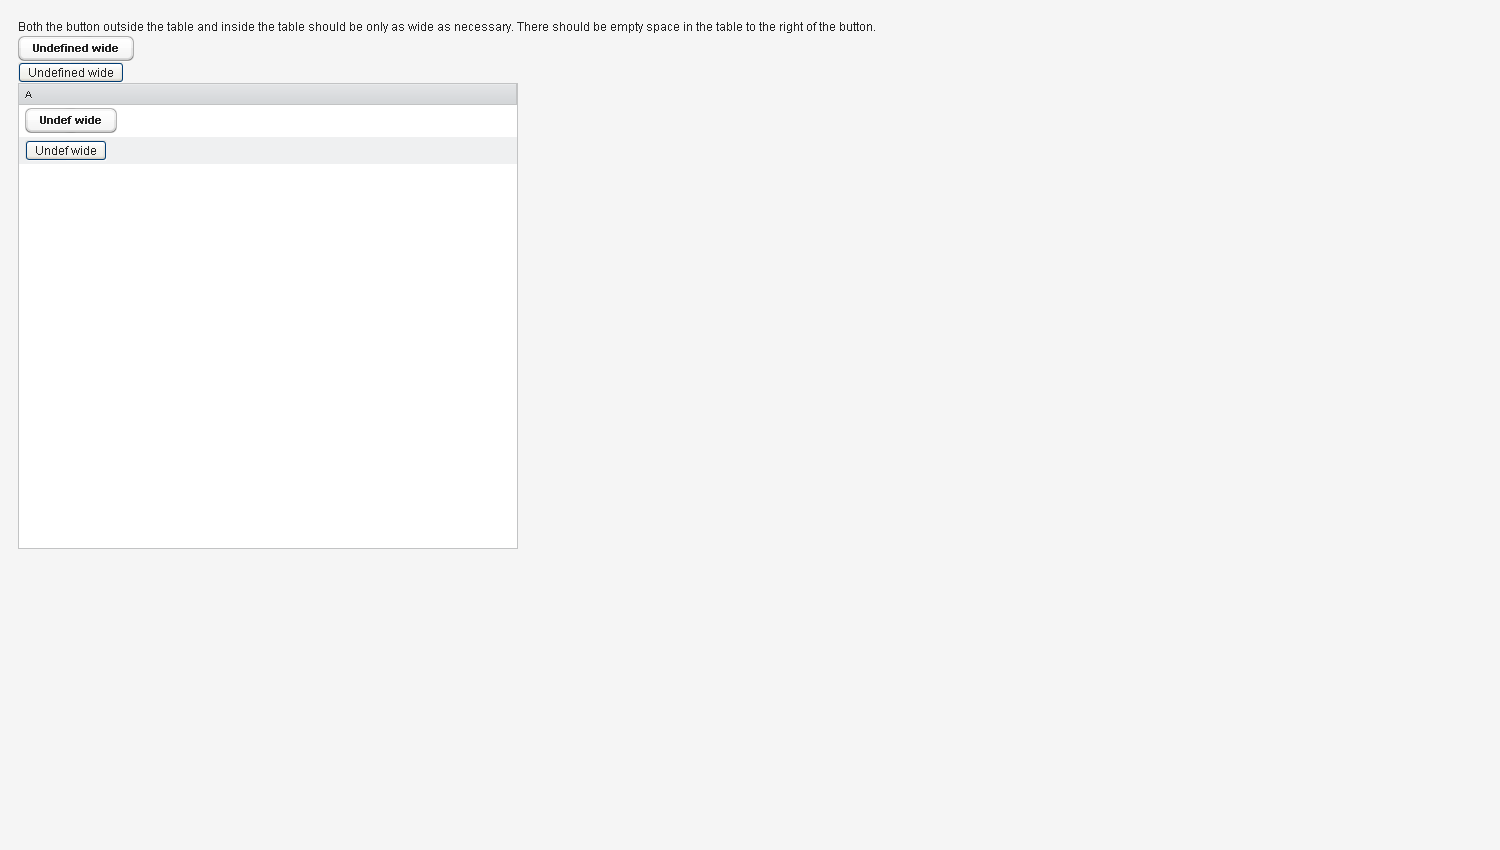 Both the button outside the table and inside the table should be only as wide as necessary. There should be empty space in the table to the right of the button.
Undefined wide
Undefined wide
A
Undef wide
Undef wide